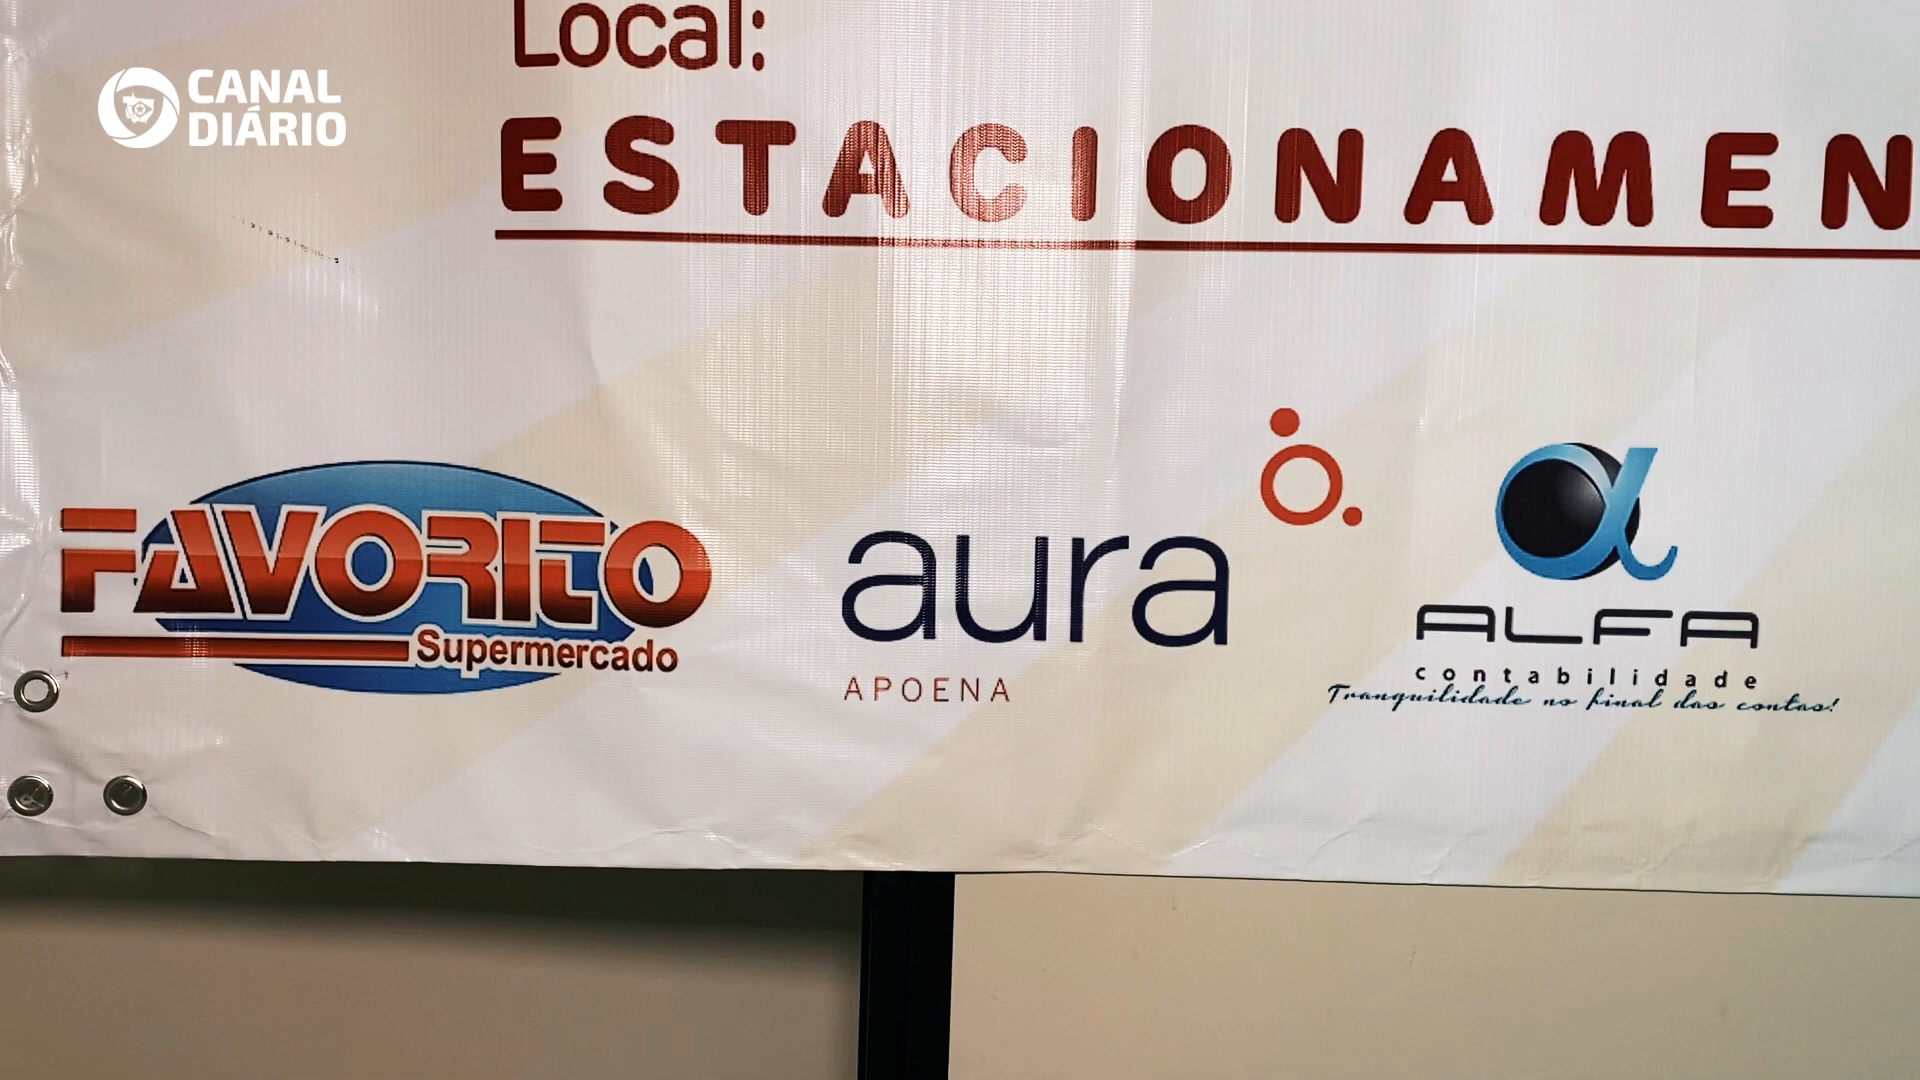 CANAL
DIÁRIO
Local:
ESTACIONAMEN
FAVORITO
Supermercado
aura
APOENA
ALFA
contabilidade
Tranquilidade no final das contas!